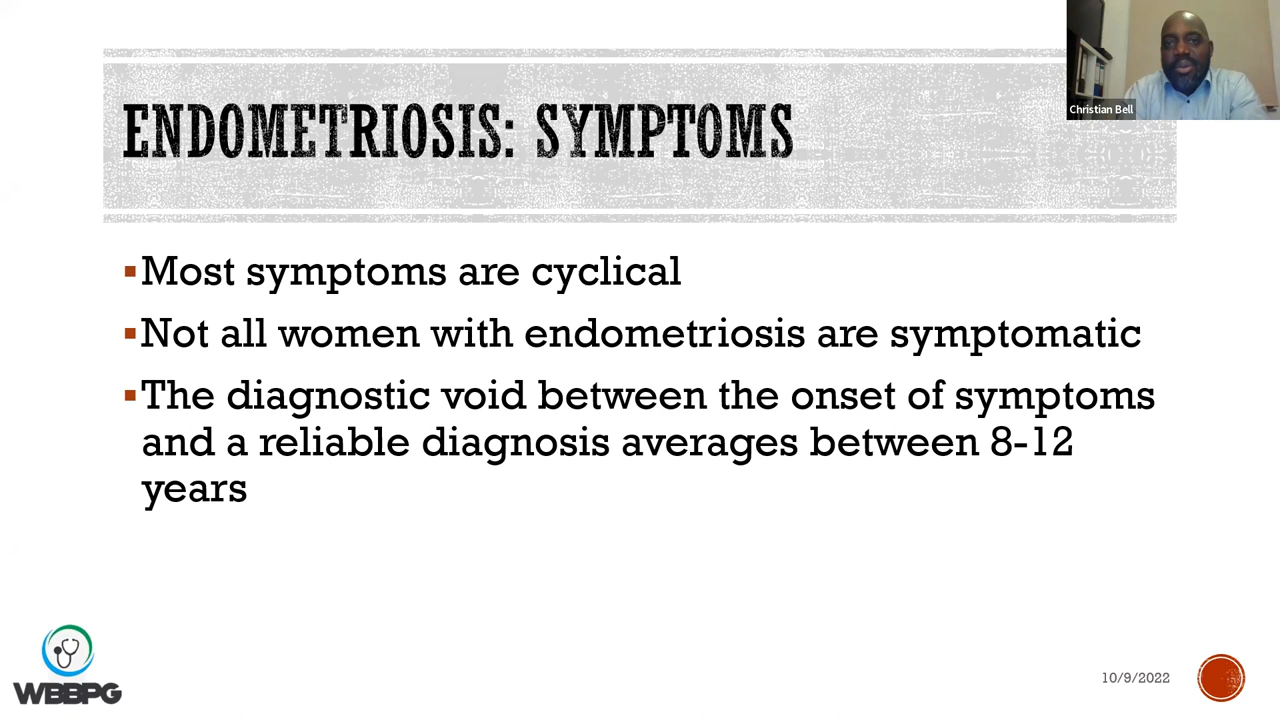 ENDOMETRIOSIS: SYMPTOMS
Christian Bell
Most symptoms are cyclical
Not all women with endometriosis are symptomatic
The diagnostic void between the onset of symptoms
and a reliable diagnosis averages between 8-12
years
WBBPG
10/9/2022